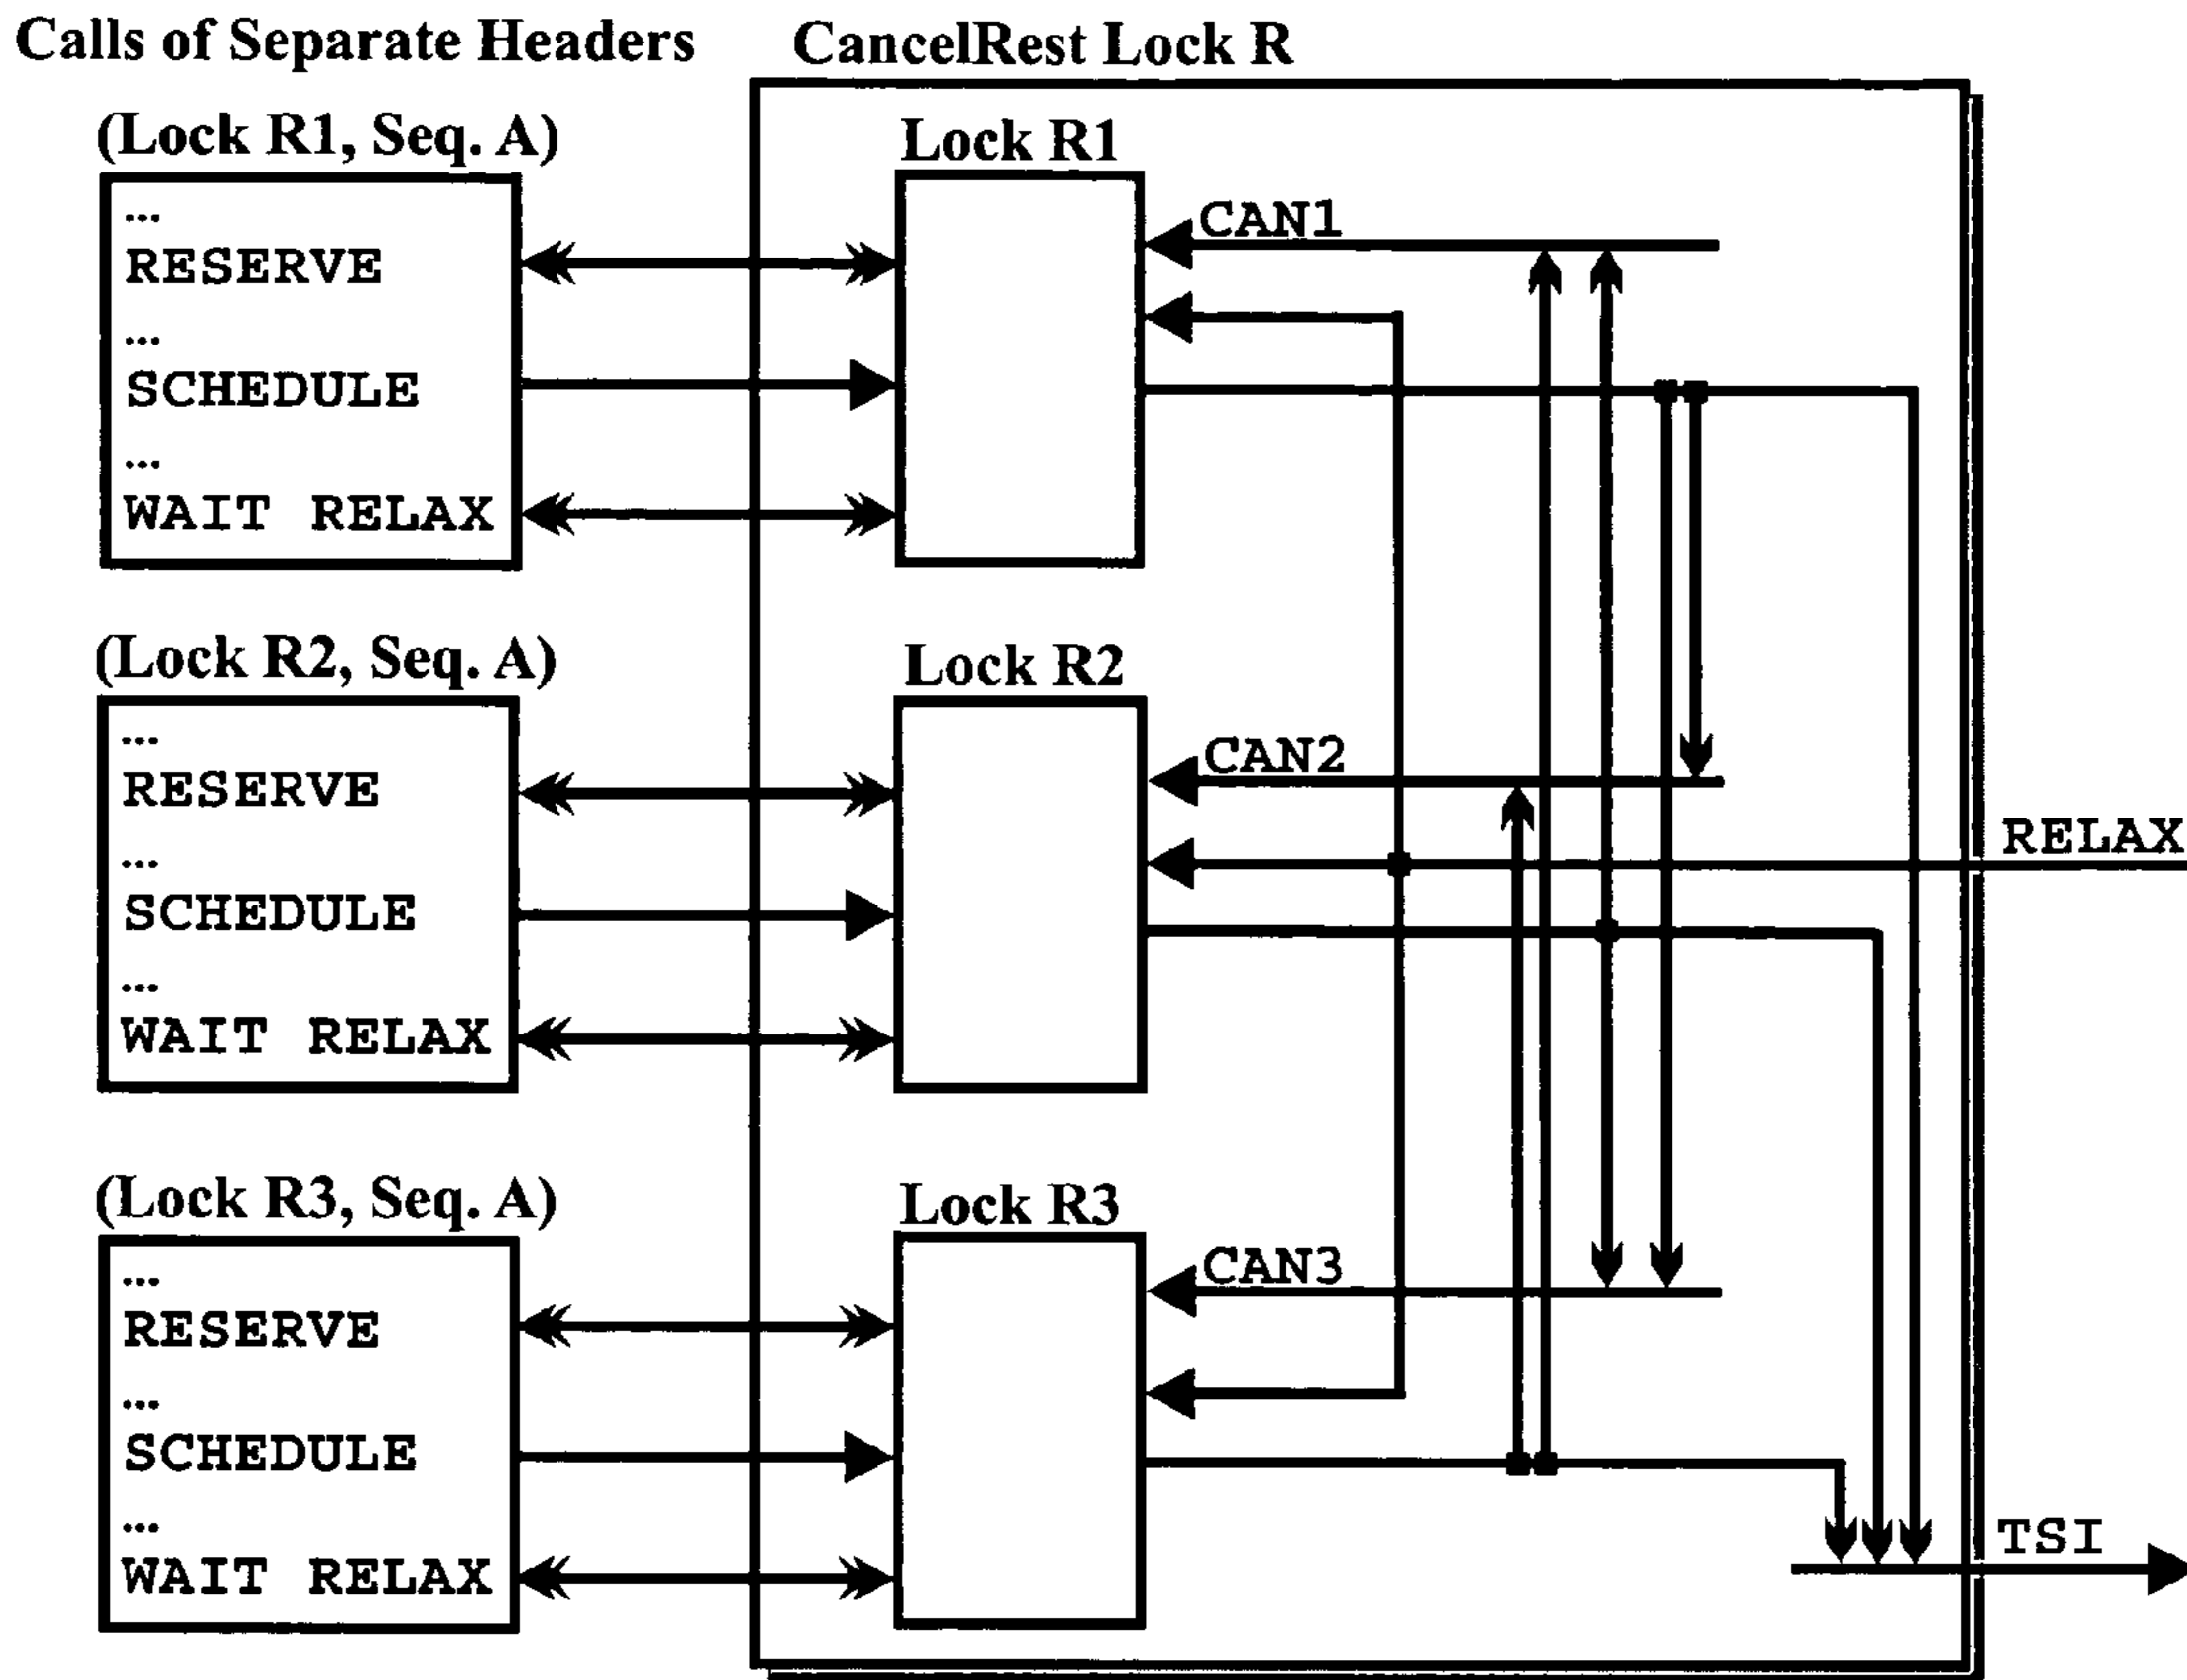 Calls of Separate Headers
CancelRest Lock R
(Lock R1, Seq. A)
...
RESERVE
...
SCHEDULE
...
WAIT RELAX
Lock R1
CAN1
(Lock R2, Seq. A)
...
RESERVE
...
SCHEDULE
...
WAIT RELAX
Lock R2
CAN2
RELAX
(Lock R3, Seq. A)
...
RESERVE
...
SCHEDULE
...
WAIT RELAX
Lock R3
CAN3
TSI